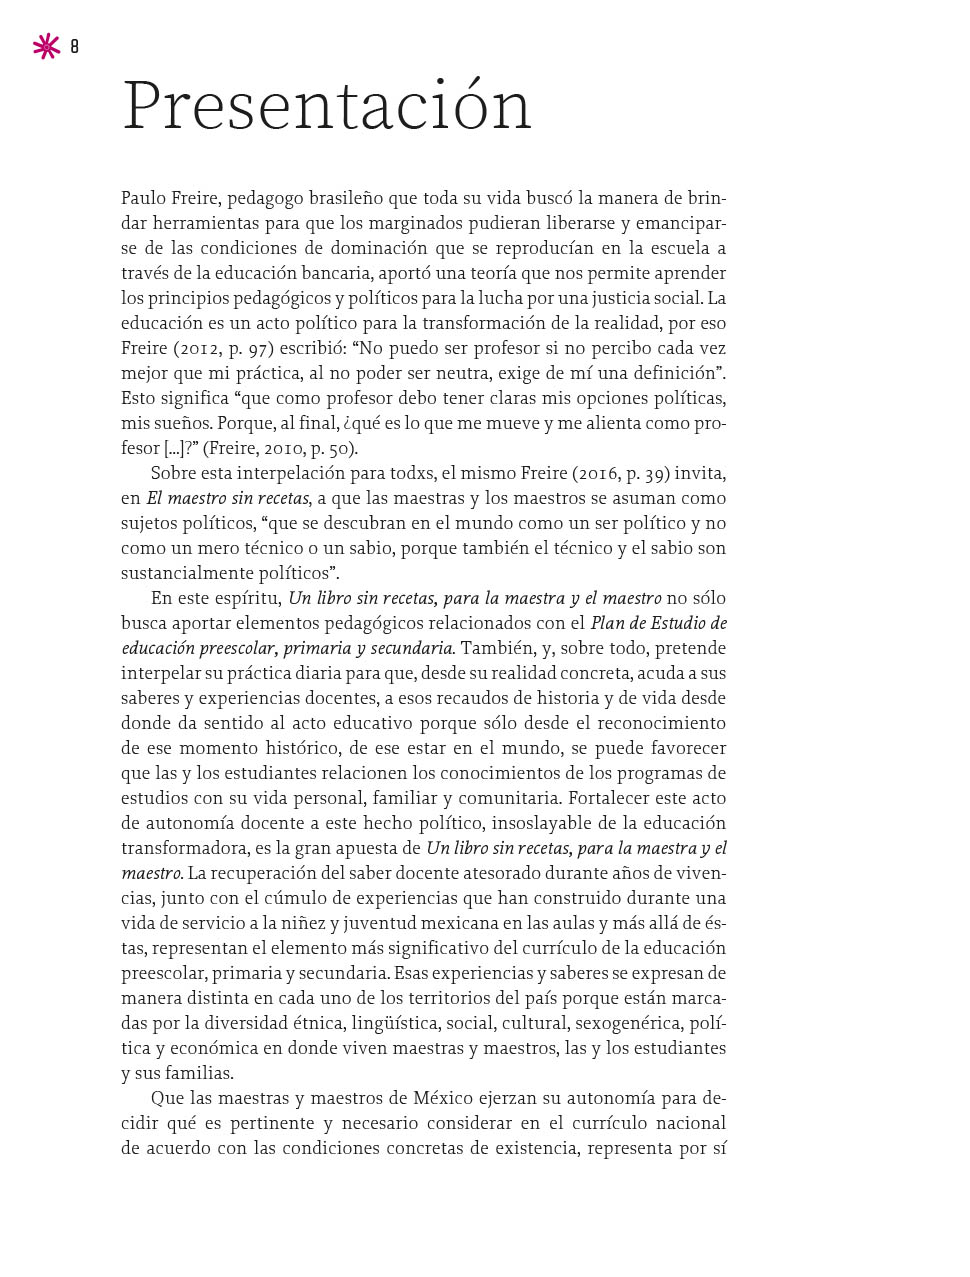 8
Presentación
Paulo Freire, pedagogo brasileño que toda su vida buscó la manera de brin-
dar herramientas para que los marginados pudieran liberarse y emancipar-
se de las condiciones de dominación que se reproducían en la escuela a
través de la educación bancaria, aportó una teoría que nos permite aprender
los principios pedagógicos y políticos para la lucha por una justicia social. La
educación es un acto político para la transformación de la realidad, por eso
Freire (2012, p. 97) escribió: “No puedo ser profesor si no percibo cada vez
mejor que mi práctica, al no poder ser neutra, exige de mí una definición”.
Esto significa “que como profesor debo tener claras mis opciones políticas,
mis sueños. Porque, al final, ¿qué es lo que me mueve y me alienta como pro-
fesor [...]?” (Freire, 2010, p. 50).
Sobre esta interpelación para todxs, el mismo Freire (2016, p. 39) invita,
en El maestro sin recetas, a que las maestras y los maestros se asuman como
sujetos políticos, “que se descubran en el mundo como un ser político y no
como un mero técnico o un sabio, porque también el técnico y el sabio son
sustancialmente políticos”.
En este espíritu, Un libro sin recetas, para la maestra y el maestro no sólo
busca aportar elementos pedagógicos relacionados con el Plan de Estudio de
educación preescolar, primaria y secundaria. También, y, sobre todo, pretende
interpelar su práctica diaria para que, desde su realidad concreta, acuda a sus
saberes y experiencias docentes, a esos recaudos de historia y de vida desde
donde da sentido al acto educativo porque sólo desde el reconocimiento
de ese momento histórico, de ese estar en el mundo, se puede favorecer
que las y los estudiantes relacionen los conocimientos de los programas de
estudios con su vida personal, familiar y comunitaria. Fortalecer este acto
de autonomía docente a este hecho político, insoslayable de la educación
transformadora, es la gran apuesta de Un libro sin recetas, para la maestra y el
maestro. La recuperación del saber docente atesorado durante años de viven-
cias, junto con el cúmulo de experiencias que han construido durante una
vida de servicio a la niñez y juventud mexicana en las aulas y más allá de és-
tas, representan el elemento más significativo del currículo de la educación
preescolar, primaria y secundaria. Esas experiencias y saberes se expresan de
manera distinta en cada uno de los territorios del país porque están marca-
das por la diversidad étnica, lingüística, social, cultural, sexogenérica, polí-
tica y económica en donde viven maestras y maestros, las y los estudiantes
y sus familias.
Que las maestras y maestros de México ejerzan su autonomía para de-
cidir qué es pertinente y necesario considerar en el currículo nacional
de acuerdo con las condiciones concretas de existencia, representa por sí